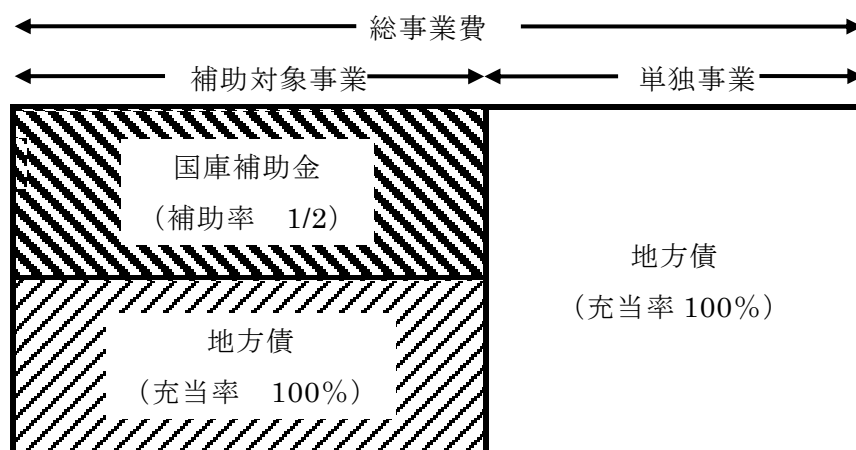 総事業費
補助対象事業
単独事業
国庫補助金
（補助率　1/2）
地方債
（充当率 100％）
地方債
（充当率　100％）